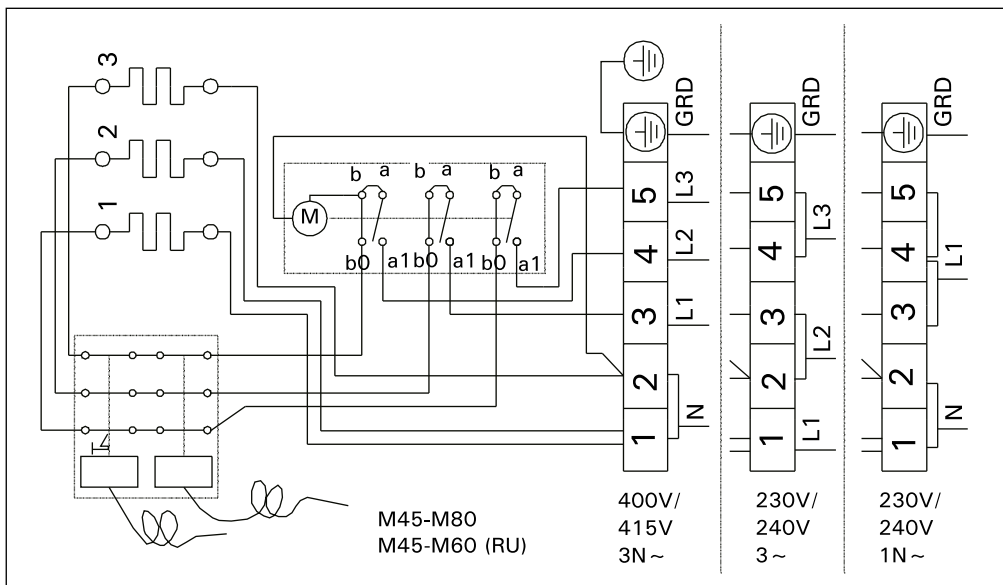 3
2
1
b a b a b a
M
b0 a1 b0 a1 b0 a1
GRD
5 L3
4 L2
3 L1
2
1
N
400V/
415V
3N~
GRD
5
4
L3
3
2
L2
1 L1
230V/
240V
3~
GRD
5
4
3
L1
2
1
N
230V/
240V
1N~
M45-M80
M45-M60 (RU)